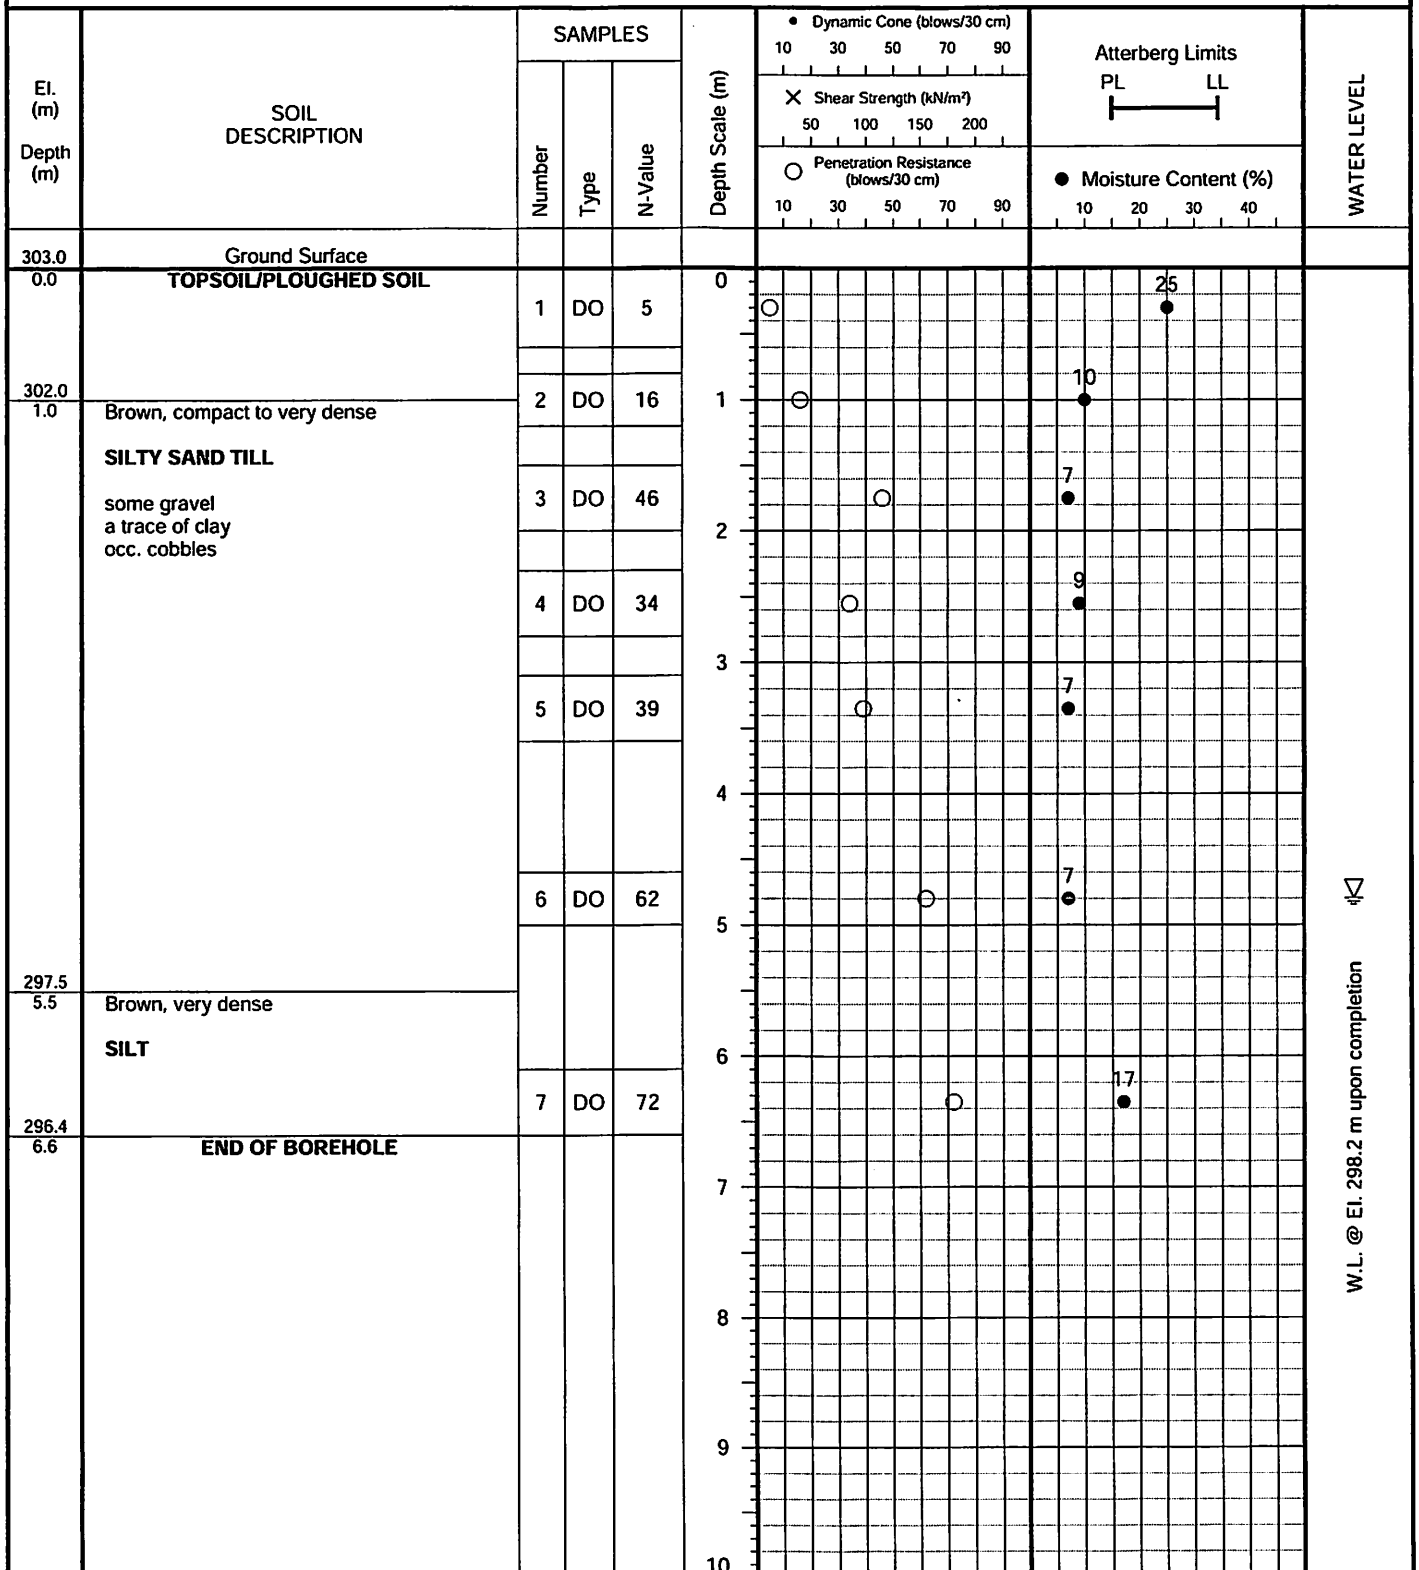 El.
(m)
Depth
(m)
SOIL
DESCRIPTION
SAMPLES
Number
Type
N-Value
Depth Scale (m)
• Dynamic Cone (blows/30 cm)
10 30 50 70 90
X Shear Strength (kN/m²)
50 100 150 200
O Penetration Resistance
(blows/30 cm)
10 30 50 70 90
Atterberg Limits
PL LL
● Moisture Content (%)
10 20 30 40
WATER LEVEL
303.0 Ground Surface
0.0 TOPSOIL/PLOUGHED SOIL 0
1 DO 5 25
302.0
1.0 Brown, compact to very dense
2 DO 16 1 10
SILTY SAND TILL
some gravel
a trace of clay
occ. cobbles
3 DO 46 7
2
4 DO 34 9
3
5 DO 39 7
4
6 DO 62 7
5
297.5
5.5 Brown, very dense
SILT
6
7 DO 72 17
296.4
6.6 END OF BOREHOLE
7
8
9
10
W.L. @ El. 298.2 m upon completion